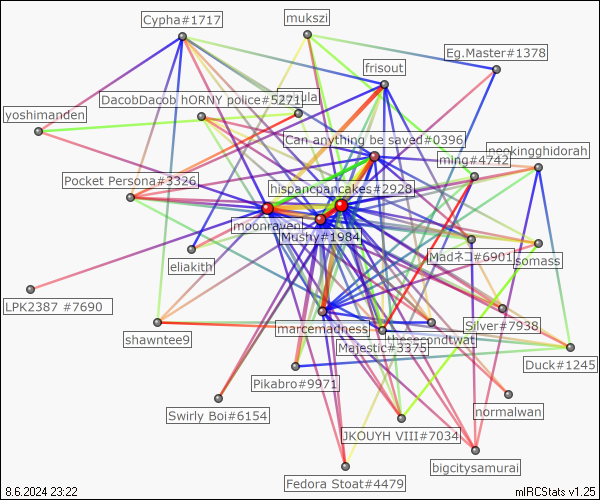 Cypha#1717
mukszi
Eg.Master#1378
frisout
DacobDacob hORNY police#5271
yoshimanden
Can anything be saved#0396
ming#4742
neokingghidorah
Pocket Persona#3326
hispancpancakes#2928
moonraven
Mushy#1984
Madネコ#6901
somass
eliakith
LPK2387 #7690
marcemadness
thesecondtwat
Silver#7938
shawntee9
Majestic#3375
Duck#1245
Pikabro#9971
Swirly Boi#6154
normalwan
JKOUYH VIII#7034
bigcitysamurai
Fedora Stoat#4479
8.6.2024 23:22
mIRCStats v1.25